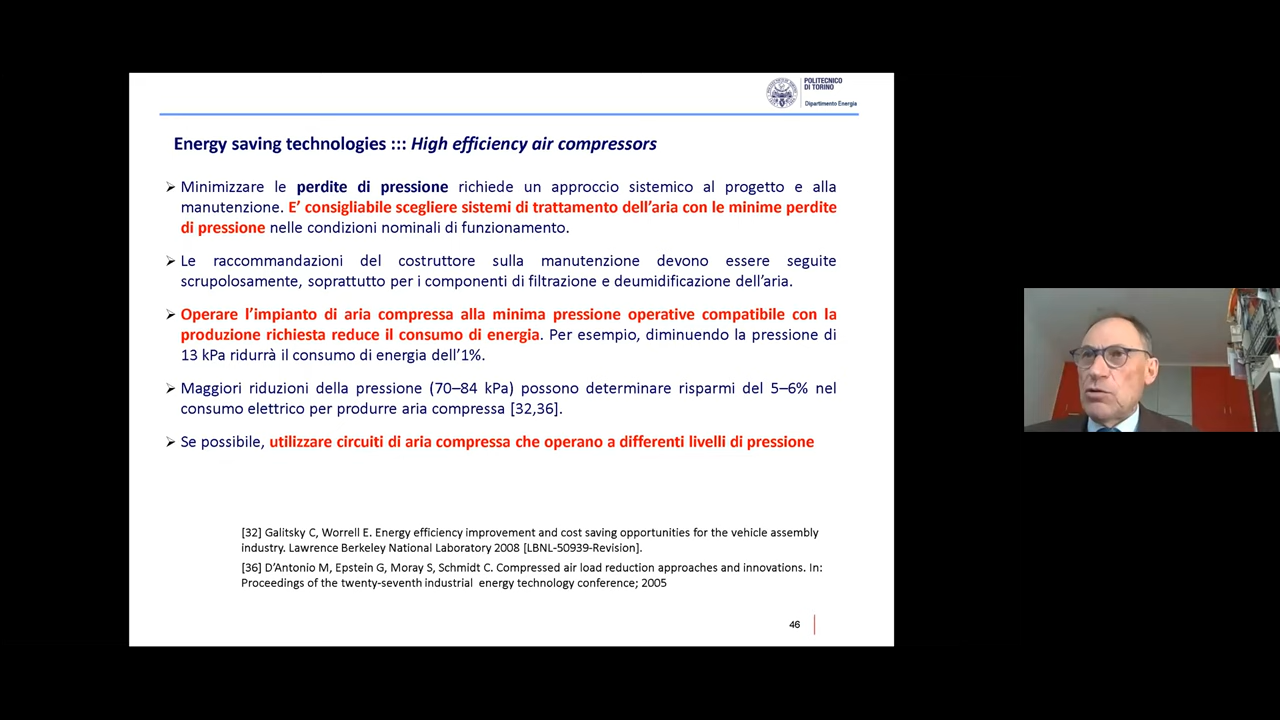 POLITECNICO
DI TORINO
Dipartimento Energia
Energy saving technologies ::: High efficiency air compressors
➢ Minimizzare le perdite di pressione richiede un approccio sistemico al progetto e alla
manutenzione. E' consigliabile scegliere sistemi di trattamento dell'aria con le minime perdite
di pressione nelle condizioni nominali di funzionamento.
➢ Le raccommandazioni del costruttore sulla manutenzione devono essere seguite
scrupolosamente, soprattutto per i componenti di filtrazione e deumidificazione dell'aria.
➢ Operare l'impianto di aria compressa alla minima pressione operative compatibile con la
produzione richiesta reduce il consumo di energia. Per esempio, diminuendo la pressione di
13 kPa ridurrà il consumo di energia dell'1%.
➢ Maggiori riduzioni della pressione (70–84 kPa) possono determinare risparmi del 5–6% nel
consumo elettrico per produrre aria compressa [32,36].
➢ Se possibile, utilizzare circuiti di aria compressa che operano a differenti livelli di pressione
[32] Galitsky C, Worrell E. Energy efficiency improvement and cost saving opportunities for the vehicle assembly
industry. Lawrence Berkeley National Laboratory 2008 [LBNL-50939-Revision].
[36] D'Antonio M, Epstein G, Moray S, Schmidt C. Compressed air load reduction approaches and innovations. In:
Proceedings of the twenty-seventh industrial energy technology conference; 2005
46